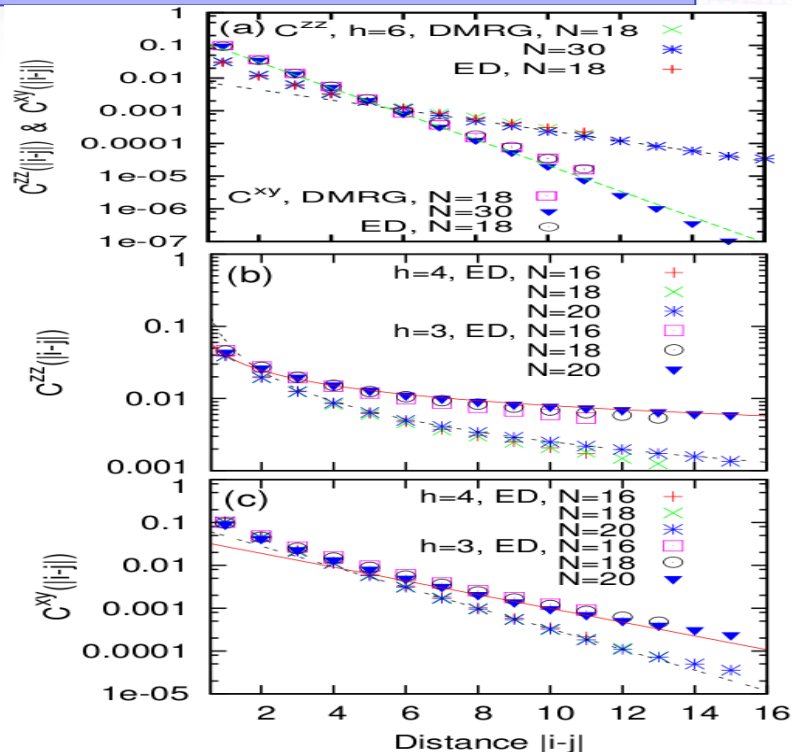 (a) C^zz, h=6, DMRG, N=18
N=30
ED, N=18
C^xy, DMRG, N=18
N=30
ED, N=18
1
0.1
0.01
0.001
0.0001
1e-05
1e-06
1e-07
C^zz(|i-j|) & C^xy(|i-j|)
(b) h=4, ED, N=16
N=18
N=20
h=3, ED, N=16
N=18
N=20
1
0.1
0.01
0.001
C^zz(|i-j|)
(c) h=4, ED, N=16
N=18
N=20
h=3, ED, N=16
N=18
N=20
1
0.1
0.01
0.001
0.0001
1e-05
C^xy(|i-j|)
2 4 6 8 10 12 14 16
Distance |i-j|